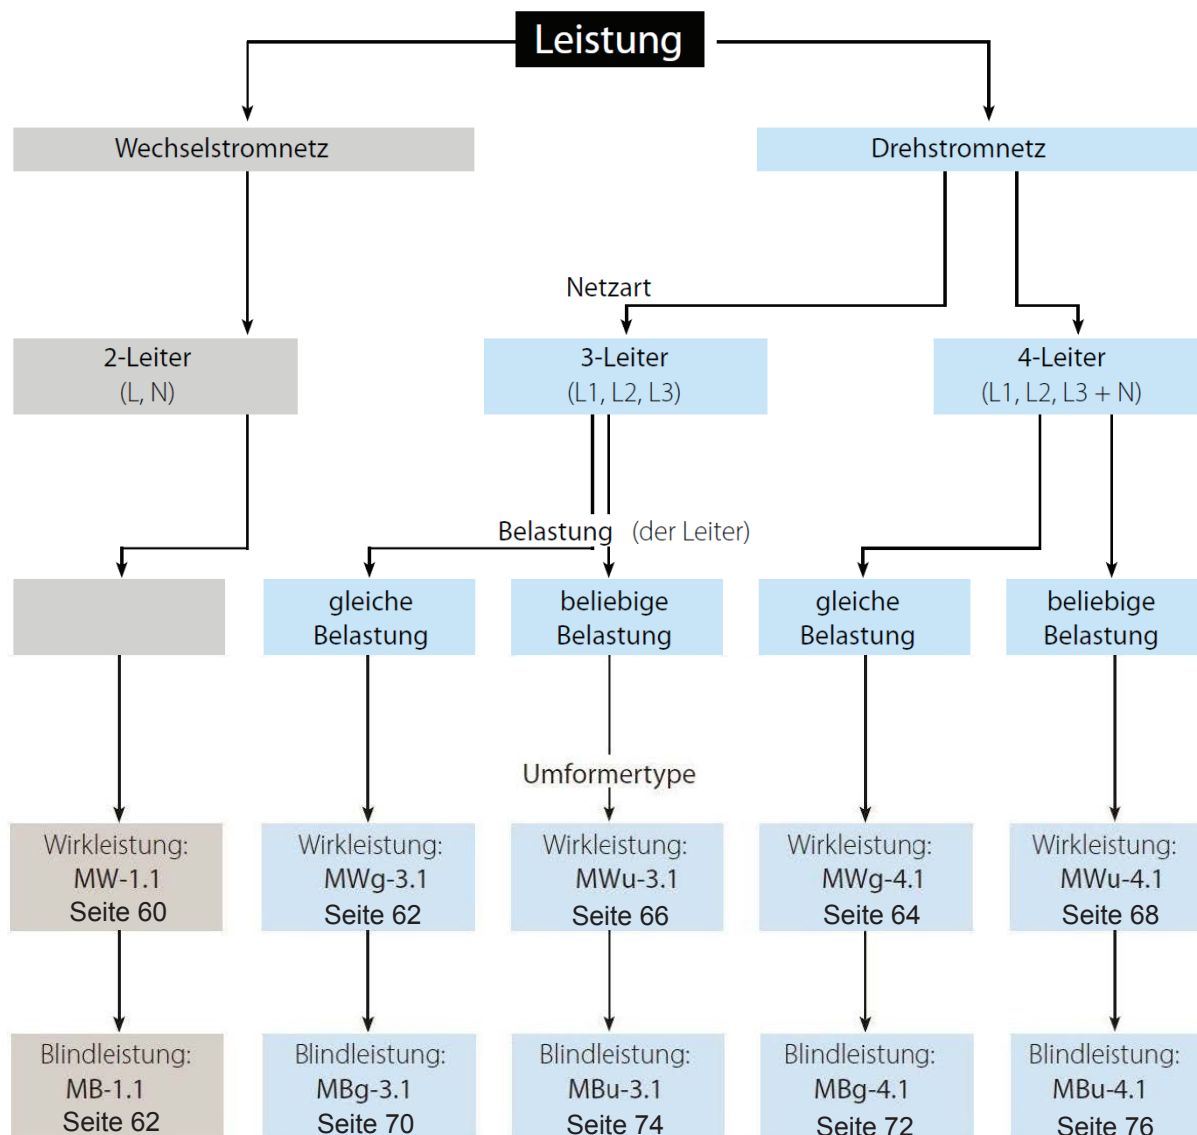 Leistung
Wechselstromnetz
Drehstromnetz
Netzart
2-Leiter
(L, N)
3-Leiter
(L1, L2, L3)
4-Leiter
(L1, L2, L3 + N)
Belastung (der Leiter)
gleiche
Belastung
beliebige
Belastung
gleiche
Belastung
beliebige
Belastung
Umformertype
Wirkleistung:
MW-1.1
Seite 60
Wirkleistung:
MWg-3.1
Seite 62
Wirkleistung:
MWu-3.1
Seite 66
Wirkleistung:
MWg-4.1
Seite 64
Wirkleistung:
MWu-4.1
Seite 68
Blindleistung:
MB-1.1
Seite 62
Blindleistung:
MBg-3.1
Seite 70
Blindleistung:
MBu-3.1
Seite 74
Blindleistung:
MBg-4.1
Seite 72
Blindleistung:
MBu-4.1
Seite 76